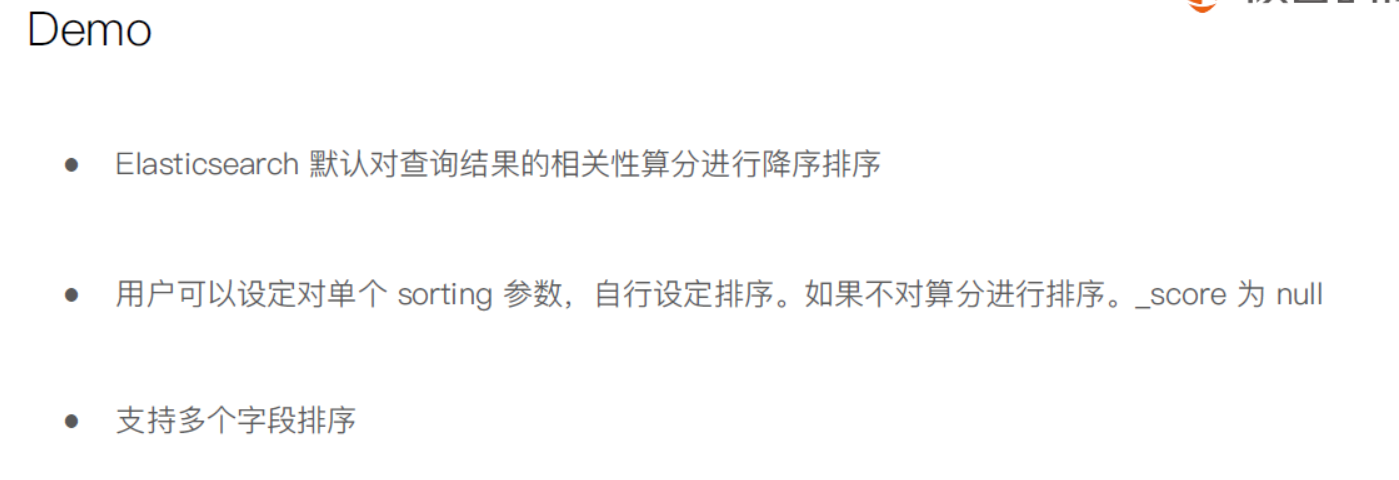 Demo
Elasticsearch 默认对查询结果的相关性算分进行降序排序
用户可以设定对单个 sorting 参数，自行设定排序。如果不对算分进行排序。_score 为 null
支持多个字段排序